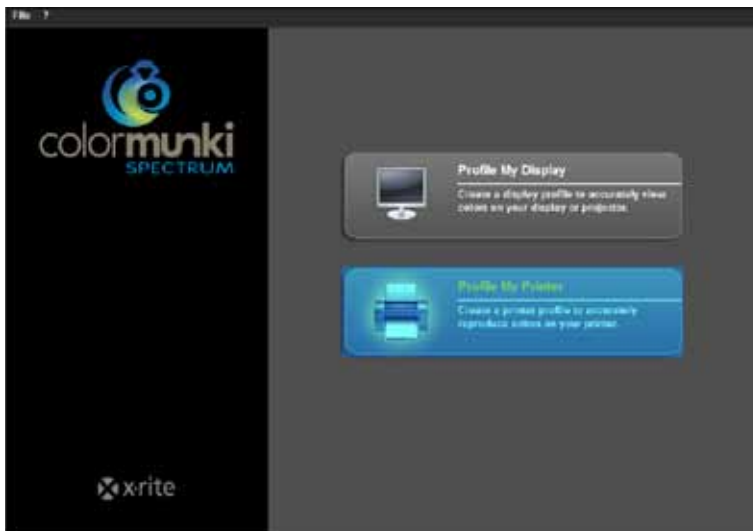 File ?
colormunki
SPECTRUM
Profile My Display
Create a display profile to accurately view
colors on your display or projector.
Profile My Printer
Create a printer profile to accurately
reproduce colors on your printer.
x·rite